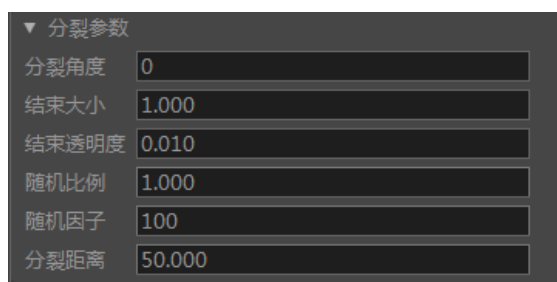 ▼ 分裂参数
分裂角度 0
结束大小 1.000
结束透明度 0.010
随机比例 1.000
随机因子 100
分裂距离 50.000